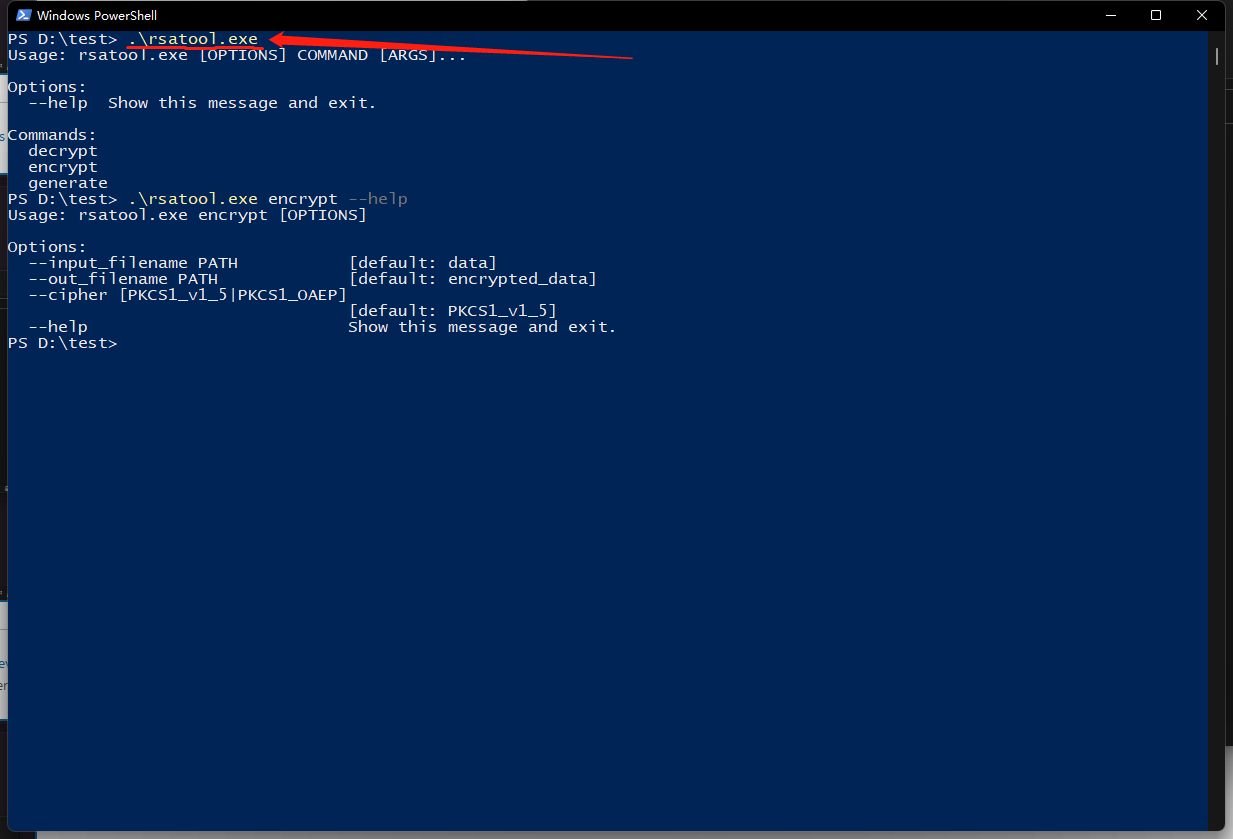 Windows PowerShell
PS D:\test> .\rsatool.exe
Usage: rsatool.exe [OPTIONS] COMMAND [ARGS]...
Options:
  --help  Show this message and exit.
Commands:
  decrypt
  encrypt
  generate
PS D:\test> .\rsatool.exe encrypt --help
Usage: rsatool.exe encrypt [OPTIONS]
Options:
  --input_filename PATH           [default: data]
  --out_filename PATH             [default: encrypted_data]
  --cipher [PKCS1_v1_5|PKCS1_OAEP]
                                  [default: PKCS1_v1_5]
  --help                          Show this message and exit.
PS D:\test>